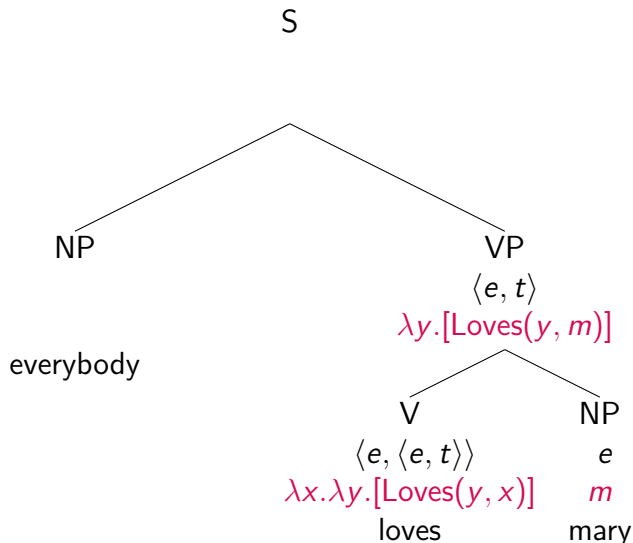 S
NP VP
⟨e, t⟩
λy.[Loves(y, m)]
everybody
V NP
⟨e, ⟨e, t⟩⟩ e
λx.λy.[Loves(y, x)] m
loves mary